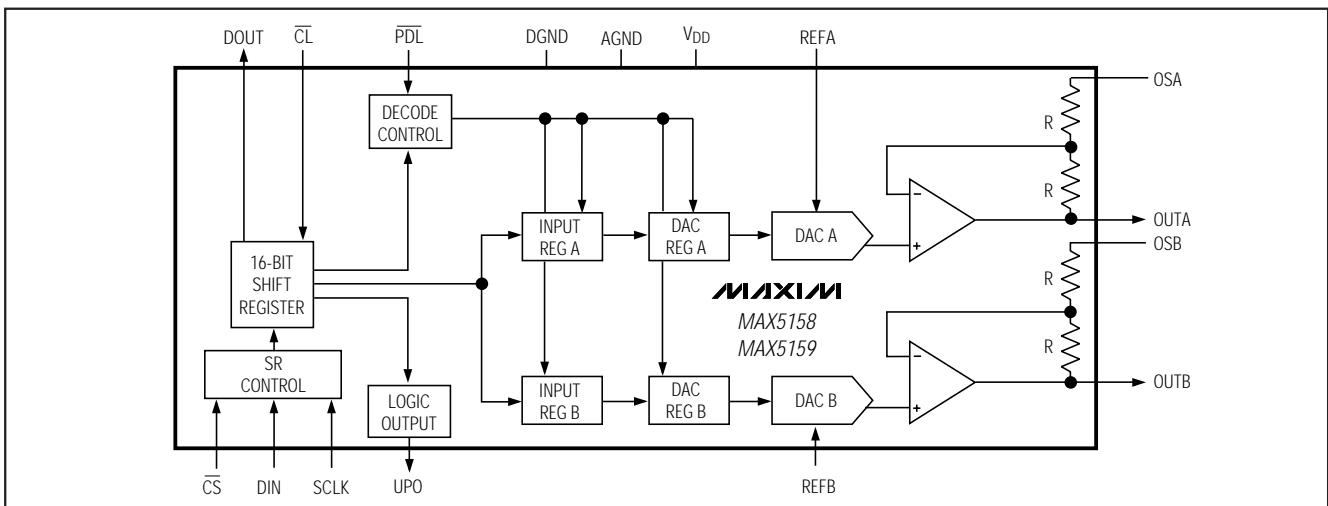 DOUT
CL
PDL
DGND
AGND
VDD
REFA
OSA
DECODE
CONTROL
R
R
INPUT
REG A
DAC
REG A
DAC A
−
+
OUTA
OSB
16-BIT
SHIFT
REGISTER
MAXIM
MAX5158
MAX5159
R
R
SR
CONTROL
LOGIC
OUTPUT
INPUT
REG B
DAC
REG B
DAC B
−
+
OUTB
CS
DIN
SCLK
UPO
REFB